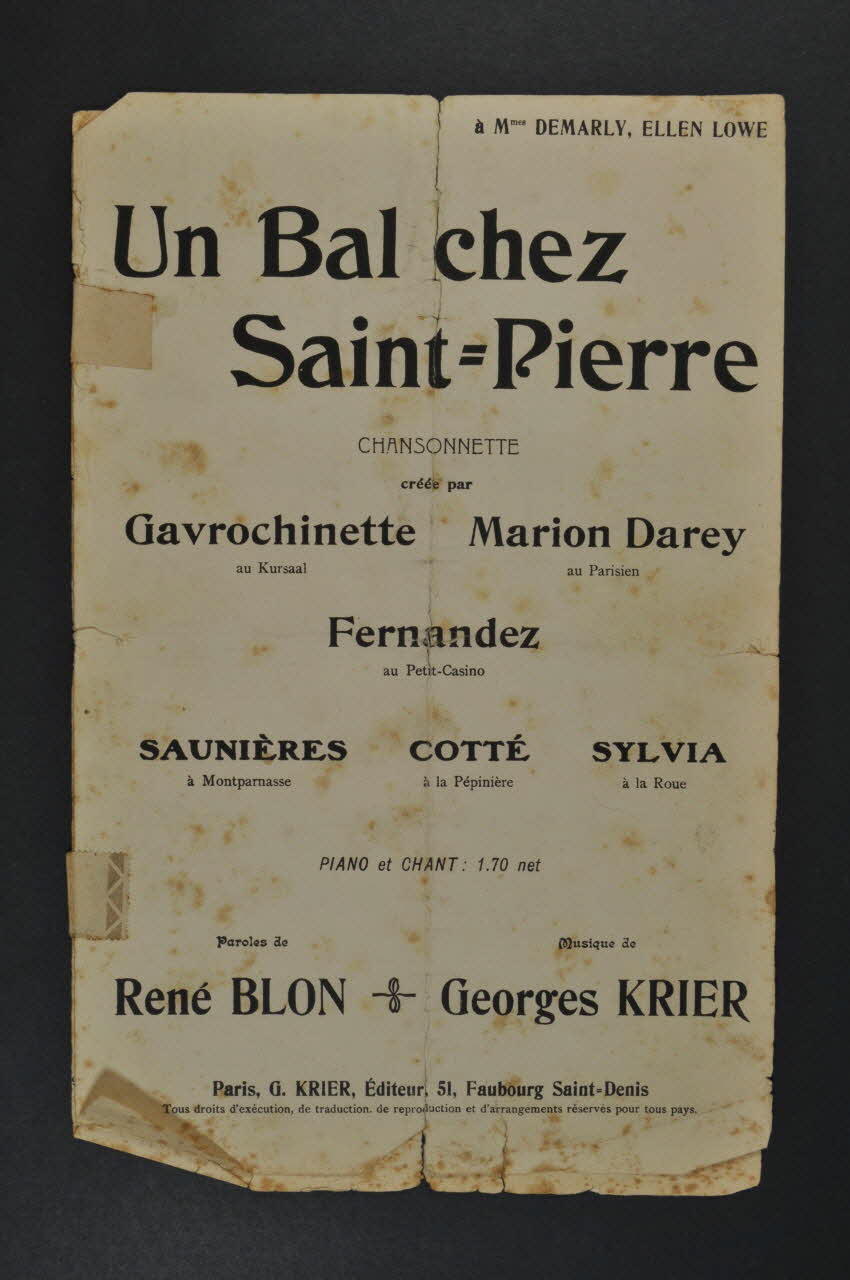 à Mmes DEMARLY, ELLEN LOWE
Un Bal chez
Saint-Pierre
CHANSONNETTE
créée par
Gavrochinette Marion Darey
au Kursaal au Parisien
Fernandez
au Petit-Casino
SAUNIÈRES COTTÉ SYLVIA
à Montparnasse à la Pépinière à la Roue
PIANO et CHANT : 1.70 net
Paroles de Musique de
René BLON Georges KRIER
Paris, G. KRIER, Éditeur, 51, Faubourg Saint-Denis
Tous droits d'exécution, de traduction. de reproduction et d'arrangements réservés pour tous pays.